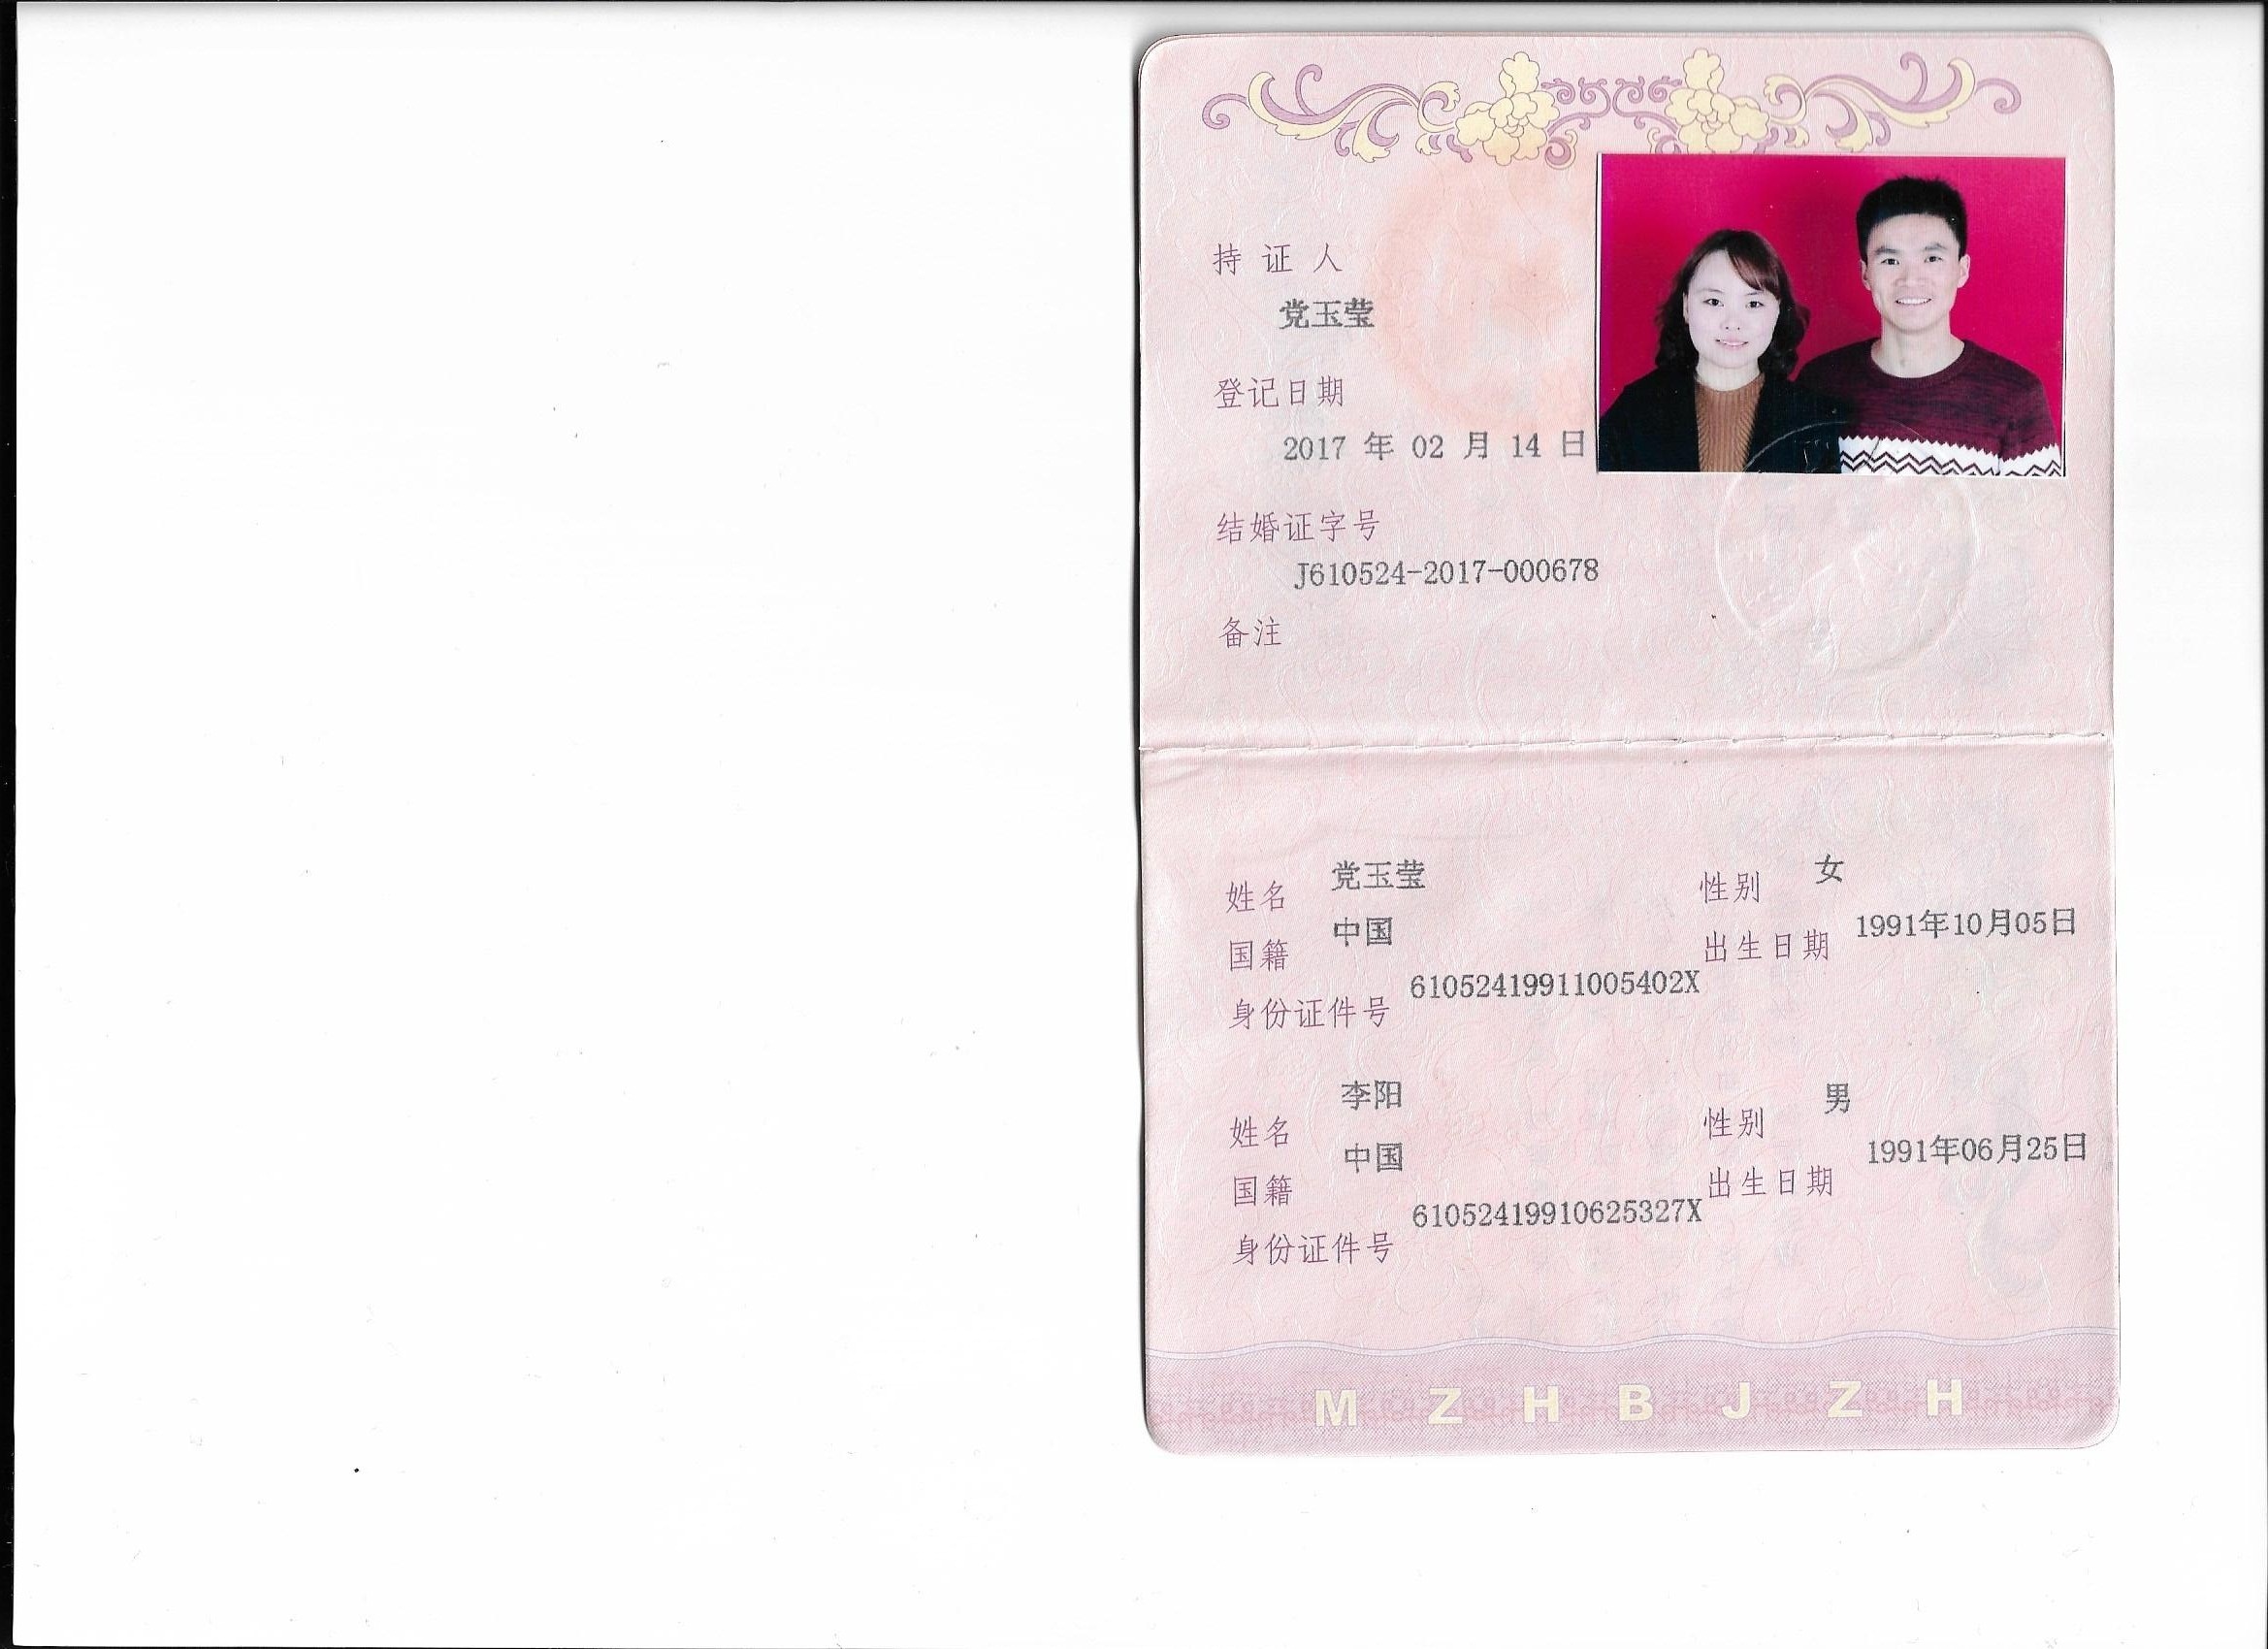 持证人
党玉莹
登记日期
2017 年 02 月 14 日
结婚证字号
J610524-2017-000678
备注
姓名 党玉莹 性别 女
国籍 中国 出生日期 1991年10月05日
身份证件号 61052419911005402X
姓名 李阳 性别 男
国籍 中国 出生日期 1991年06月25日
身份证件号 61052419910625327X
M Z H B J Z H